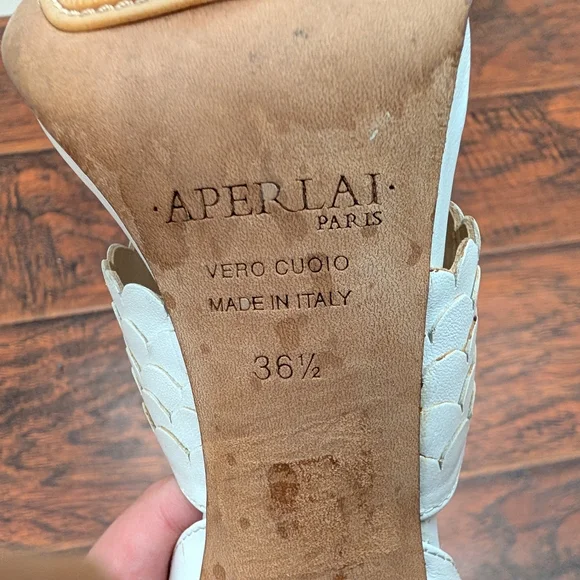 ·APERLAI·
PARIS
VERO CUOIO
MADE IN ITALY
36½